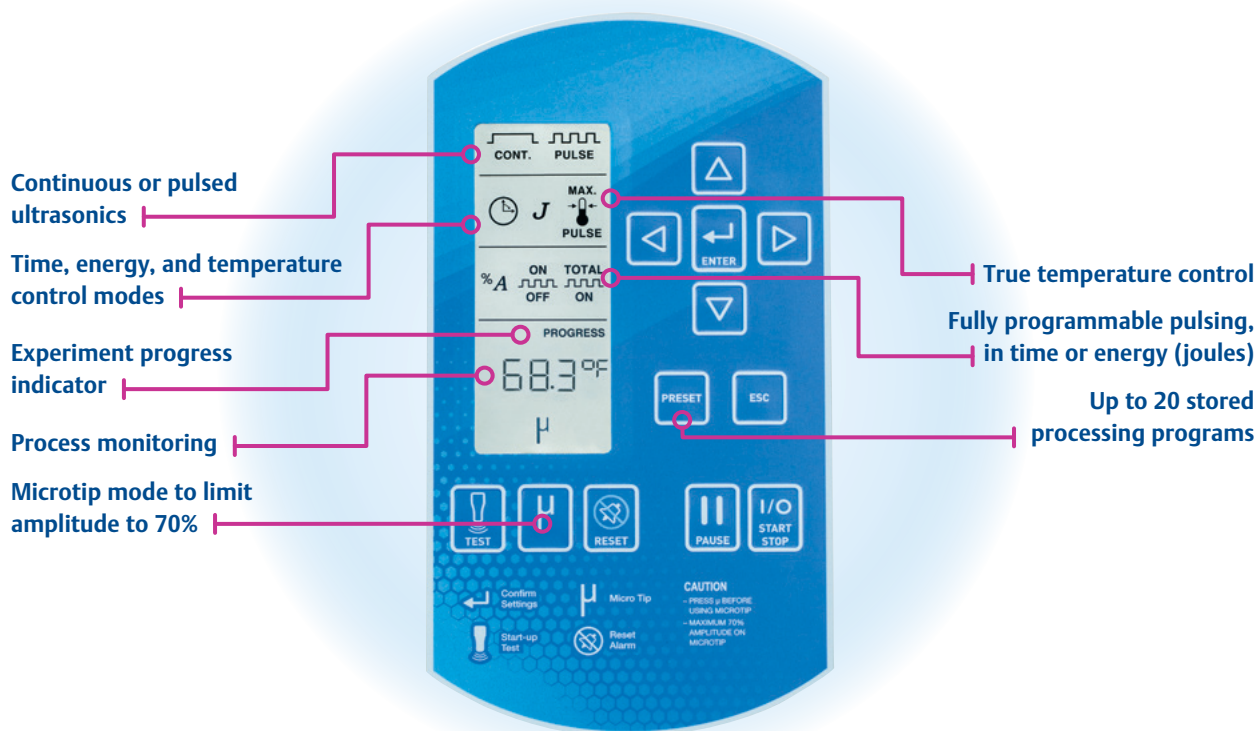 Continuous or pulsed
ultrasonics
Time, energy, and temperature
control modes
Experiment progress
indicator
Process monitoring
Microtip mode to limit
amplitude to 70%
CONT. PULSE
J MAX.
PULSE
%A ON TOTAL
OFF ON
PROGRESS
68.3°F
µ
ENTER
PRESET ESC
TEST µ RESET PAUSE I/O
START
STOP
Confirm
Settings
µ Micro Tip
Start-up
Test
Reset
Alarm
CAUTION
– PRESS µ BEFORE
USING MICROTIP
– MAXIMUM 70%
AMPLITUDE ON
MICROTIP
True temperature control
Fully programmable pulsing,
in time or energy (joules)
Up to 20 stored
processing programs